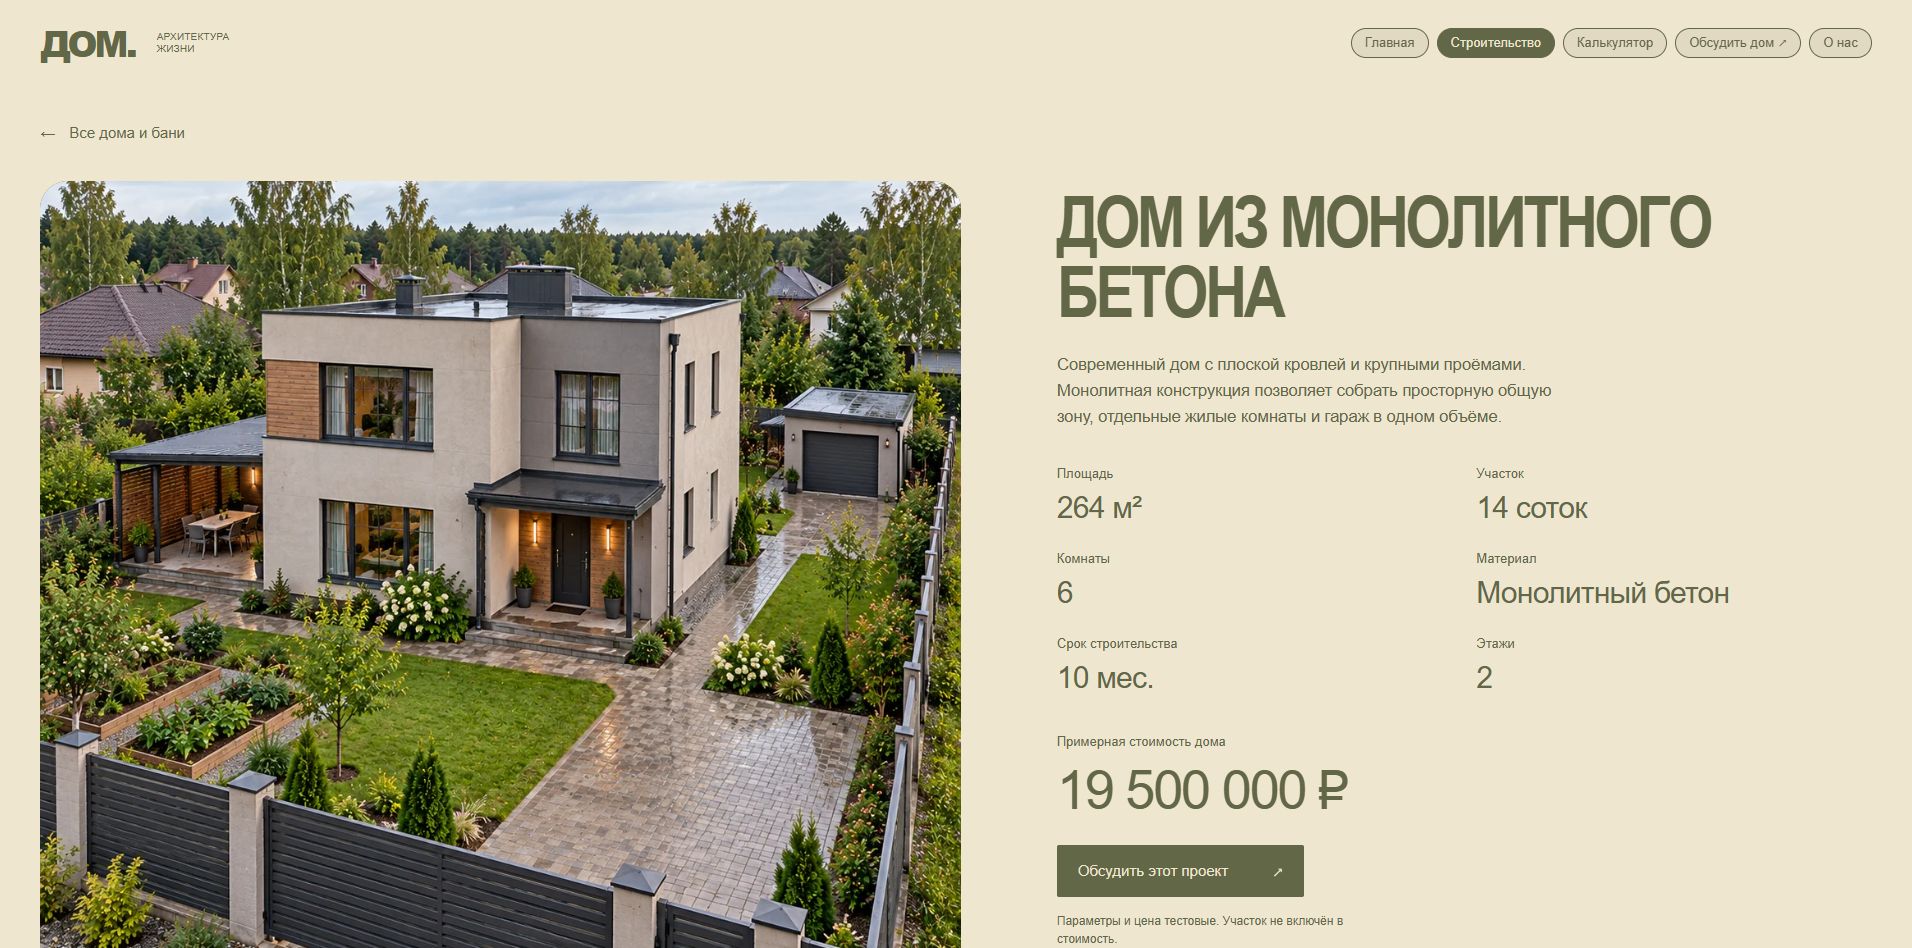 ДОМ.
АРХИТЕКТУРА
ЖИЗНИ
Главная
Строительство
Калькулятор
Обсудить дом ↗
О нас
← Все дома и бани
ДОМ ИЗ МОНОЛИТНОГО
БЕТОНА
Современный дом с плоской кровлей и крупными проёмами.
Монолитная конструкция позволяет собрать просторную общую
зону, отдельные жилые комнаты и гараж в одном объёме.
Площадь
264 м²
Участок
14 соток
Комнаты
6
Материал
Монолитный бетон
Срок строительства
10 мес.
Этажи
2
Примерная стоимость дома
19 500 000 ₽
Обсудить этот проект ↗
Параметры и цена тестовые. Участок не включён в
стоимость.